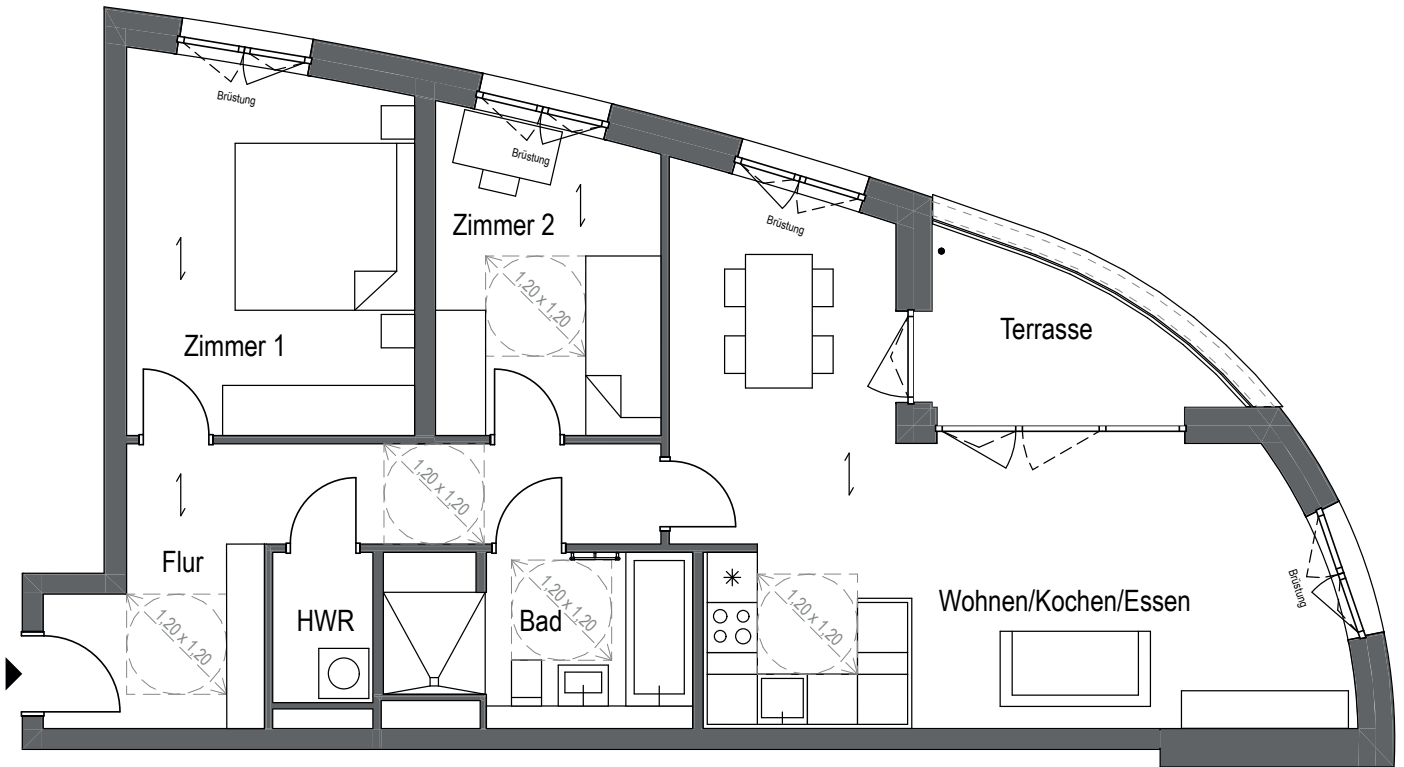 Brüstung
Brüstung
Zimmer 2
Brüstung
1,20 x 1,20
Terrasse
Zimmer 1
1,20 x 1,20
Flur
Brüstung
1,20 x 1,20
1,20 x 1,20
Wohnen/Kochen/Essen
HWR
Bad
1,20 x 1,20